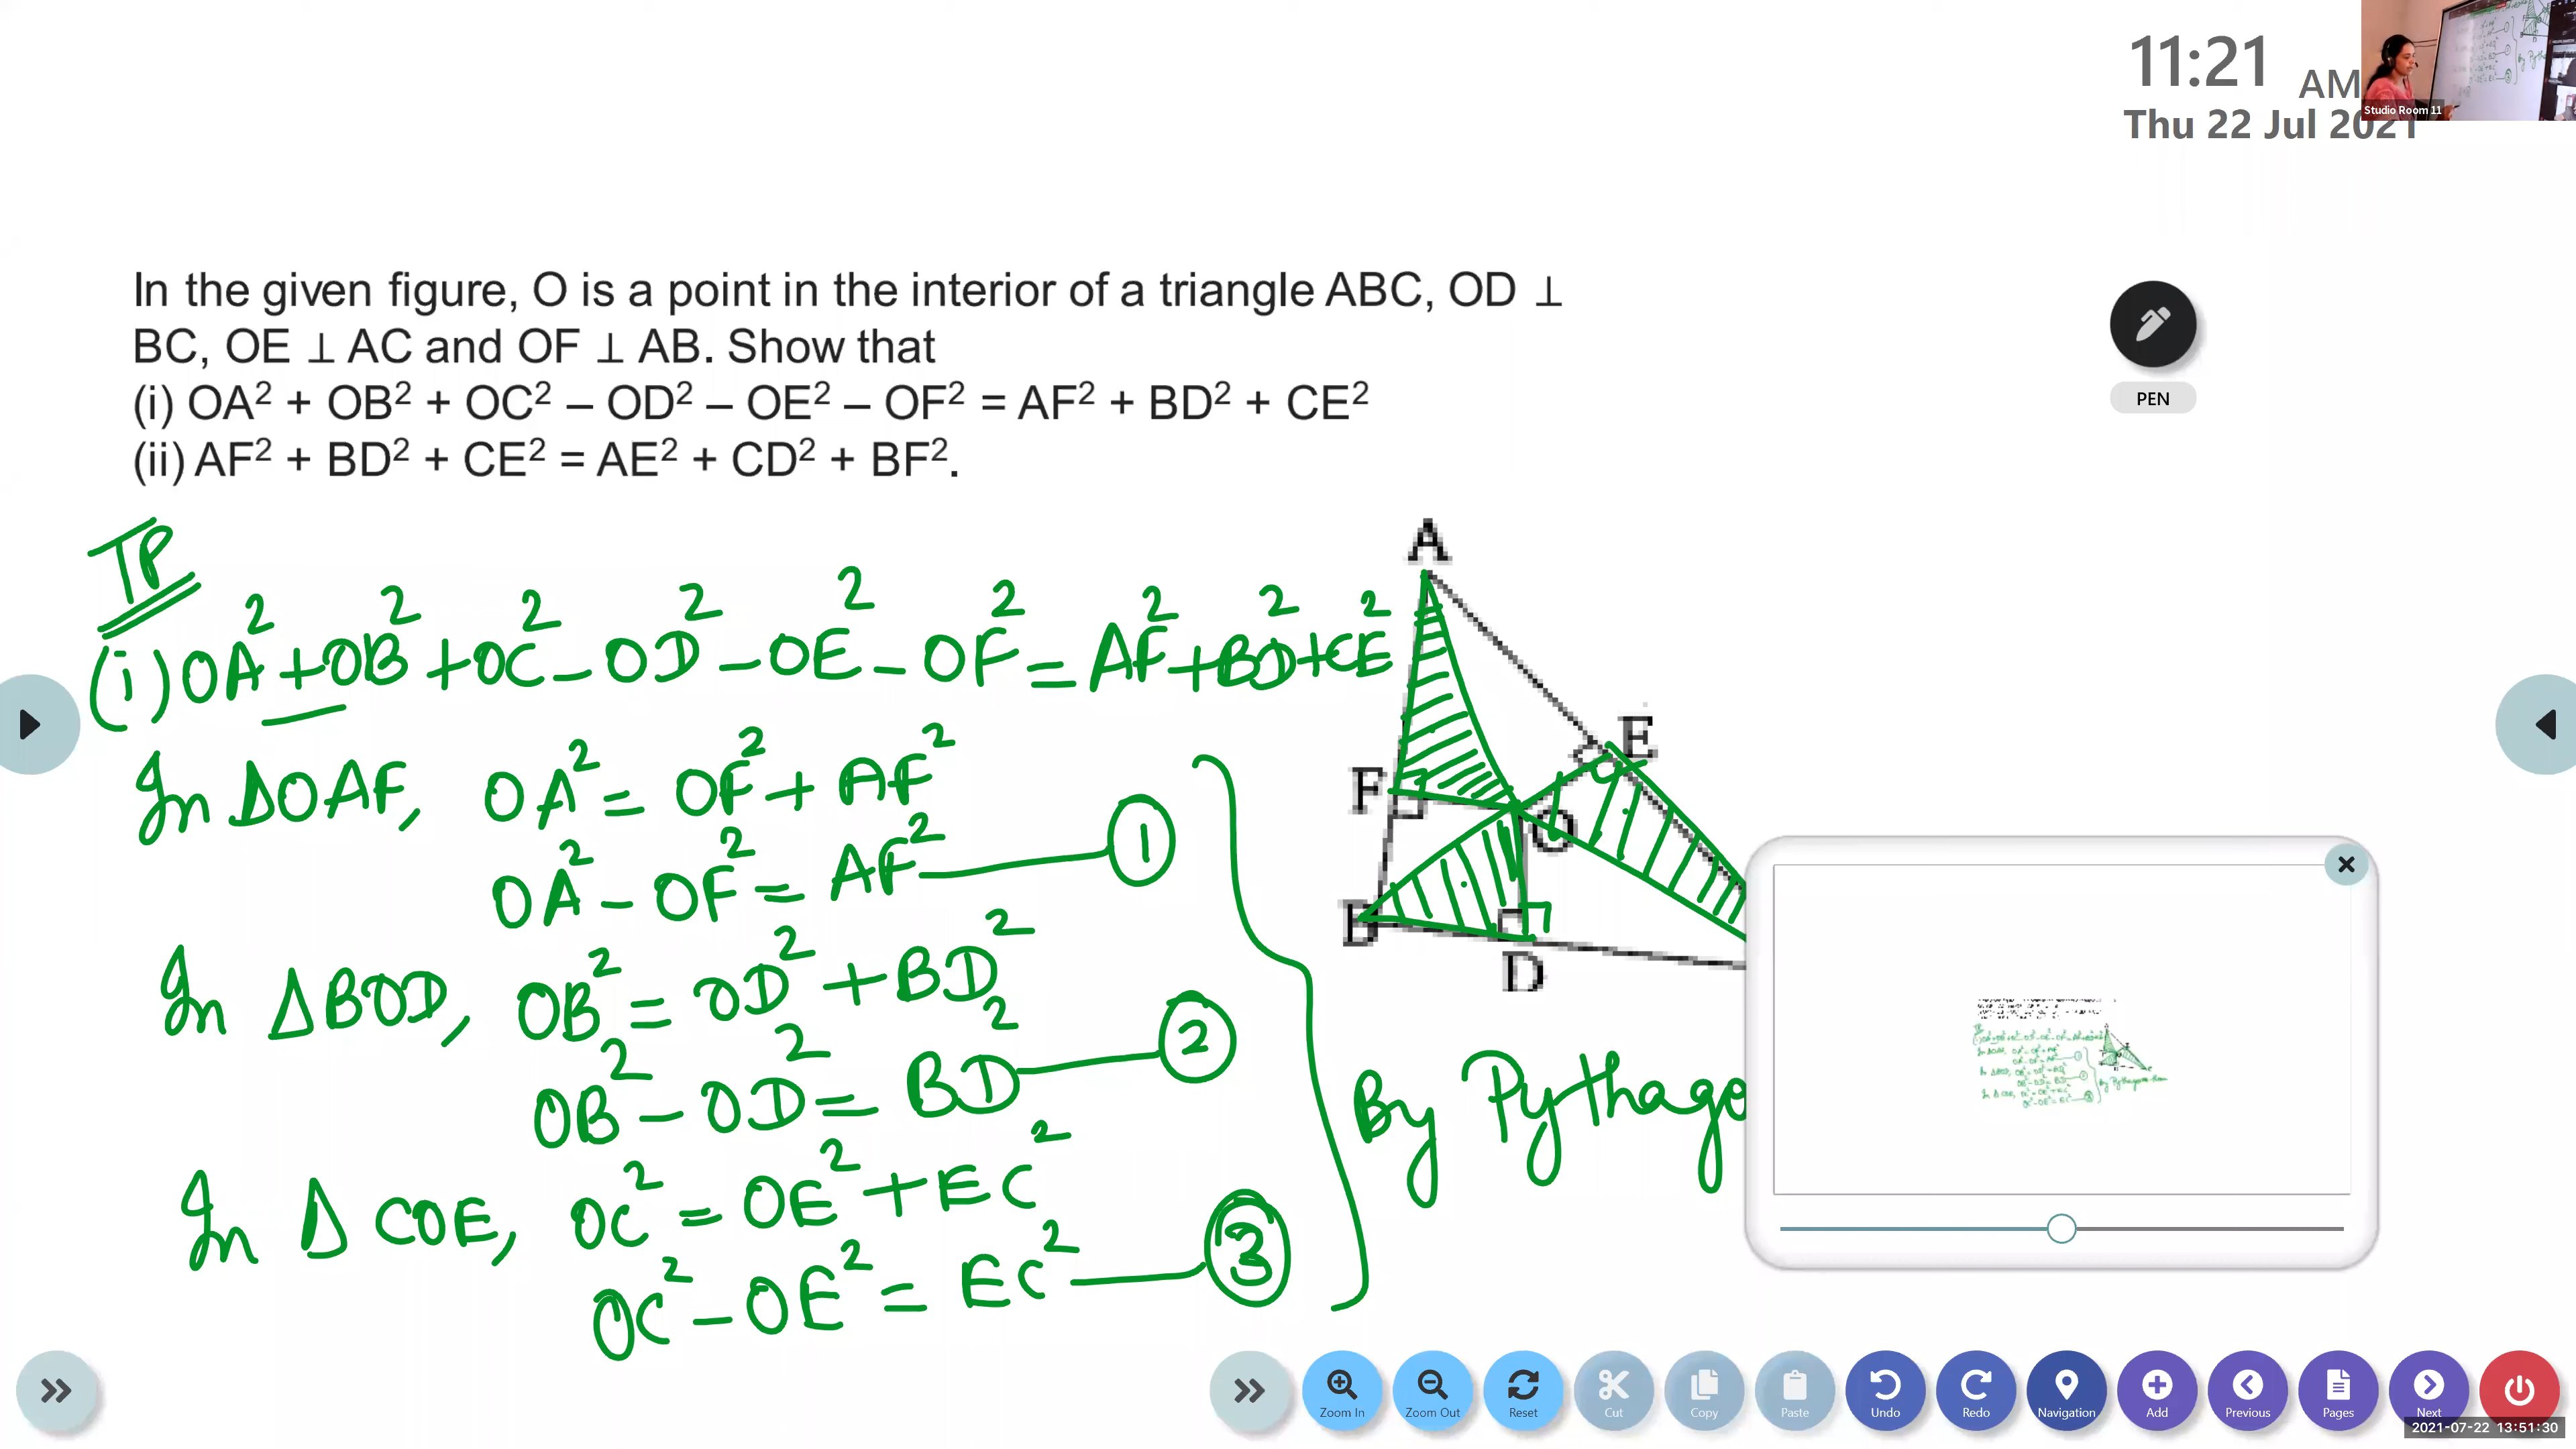 11:21 AM
Studio Room 11
Thu 22 Jul 2021
In the given figure, O is a point in the interior of a triangle ABC, OD ⊥
BC, OE ⊥ AC and OF ⊥ AB. Show that
(i) OA² + OB² + OC² – OD² – OE² – OF² = AF² + BD² + CE²
(ii) AF² + BD² + CE² = AE² + CD² + BF².
PEN
TP
(i) OA² + OB² + OC² - OD² - OE² - OF² = AF² + BD² + CE²
In ΔOAF, OA² = OF² + AF²
OA² - OF² = AF² 1
In ΔBOD, OB² = OD² + BD²
OB² - OD² = BD² 2
In Δ COE, OC² = OE² + EC²
OC² - OE² = EC² 3
A
E
F
O
B
D
By Pythago
Zoom In
Zoom Out
Reset
Cut
Copy
Paste
Undo
Redo
Navigation
Add
Previous
Pages
Next
2021-07-22 13:51:30